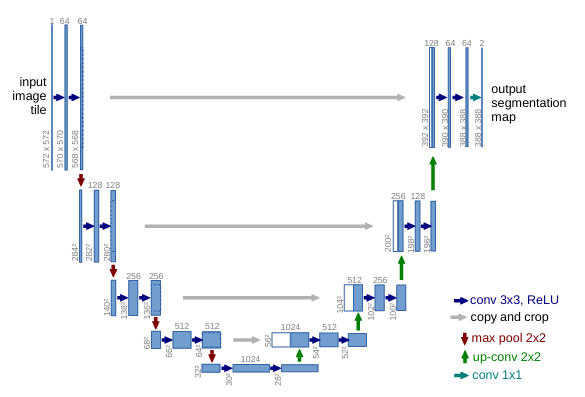 1 64 64
128 64 64 2
input
image
tile
output
segmentation
map
572 x 572
570 x 570
568 x 568
392 x 392
390 x 390
388 x 388
388 x 388
128 128
256 128
284²
282²
280²
200²
198²
196²
256 256
512 256
140²
138²
136²
104²
102²
100²
512 512
1024 512
68²
66²
64²
56²
54²
52²
1024
32²
30²
28²
conv 3x3, ReLU
copy and crop
max pool 2x2
up-conv 2x2
conv 1x1